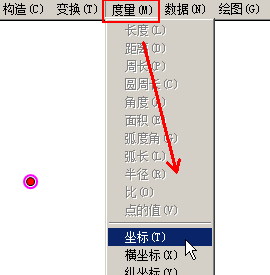 构造(C) 变换(T) 度量(M) 数据(N) 绘图(G)
长度(L)
距离(D)
周长(P)
圆周长(C)
角度(A)
面积(E)
弧度角(G)
弧长(L)
半径(R)
比(O)
点的值(V)
坐标(T)
横坐标(X)
纵坐标(Y)